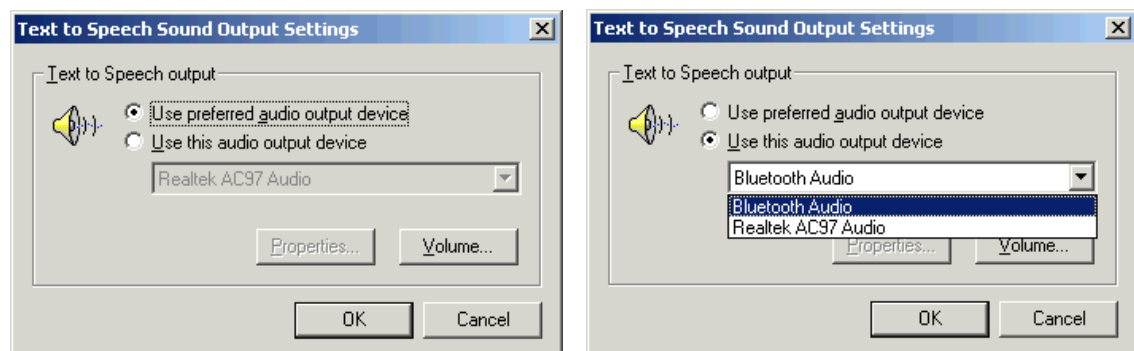 Text to Speech Sound Output Settings
Text to Speech output
Use preferred audio output device
Use this audio output device
Realtek AC97 Audio
Properties...
Volume...
OK
Cancel
Text to Speech Sound Output Settings
Text to Speech output
Use preferred audio output device
Use this audio output device
Bluetooth Audio
Bluetooth Audio
Realtek AC97 Audio
Properties...
Volume...
OK
Cancel